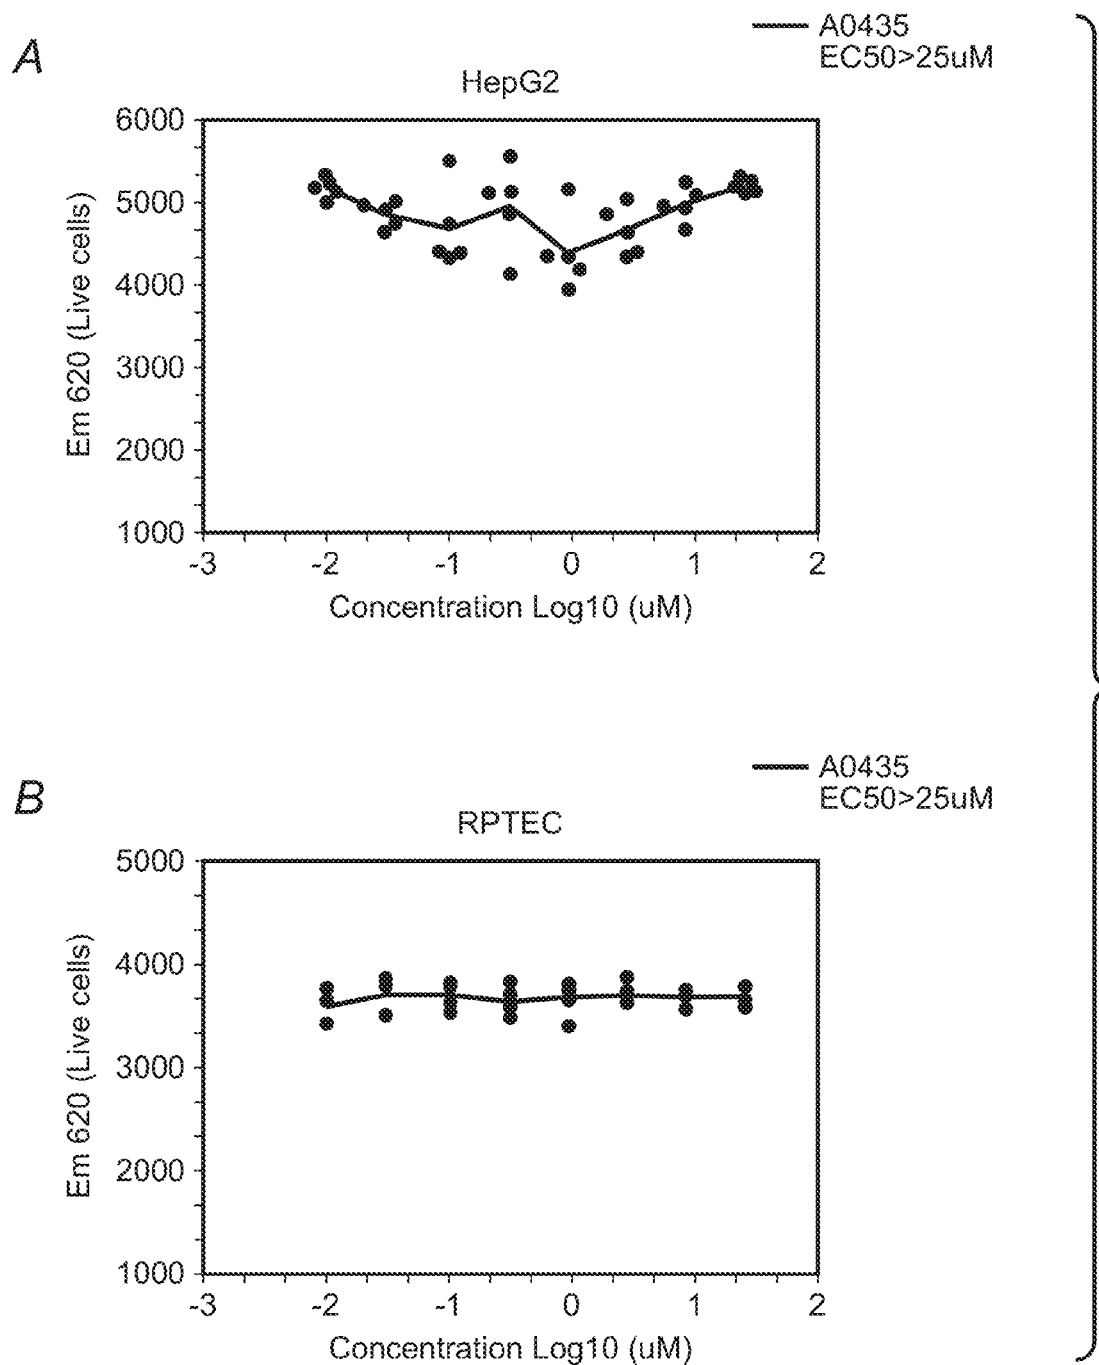 A
A0435
EC50>25uM
HepG2
6000
5000
4000
3000
2000
1000
Em 620 (Live cells)
-3 -2 -1 0 1 2
Concentration Log10 (uM)
B
A0435
EC50>25uM
RPTEC
5000
4000
3000
2000
1000
Em 620 (Live cells)
-3 -2 -1 0 1 2
Concentration Log10 (uM)